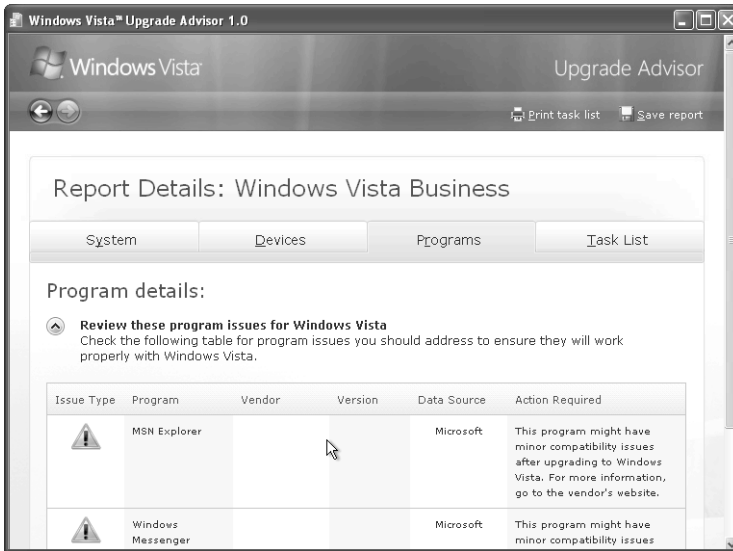 Windows Vista™ Upgrade Advisor 1.0
Windows Vista™
Upgrade Advisor
Print task list
Save report
Report Details: Windows Vista Business
System
Devices
Programs
Task List
Program details:
Review these program issues for Windows Vista
Check the following table for program issues you should address to ensure they will work
properly with Windows Vista.
Issue Type Program Vendor Version Data Source Action Required
MSN Explorer
Microsoft
This program might have
minor compatibility issues
after upgrading to Windows
Vista. For more information,
go to the vendor's website.
Windows
Messenger
Microsoft
This program might have
minor compatibility issues